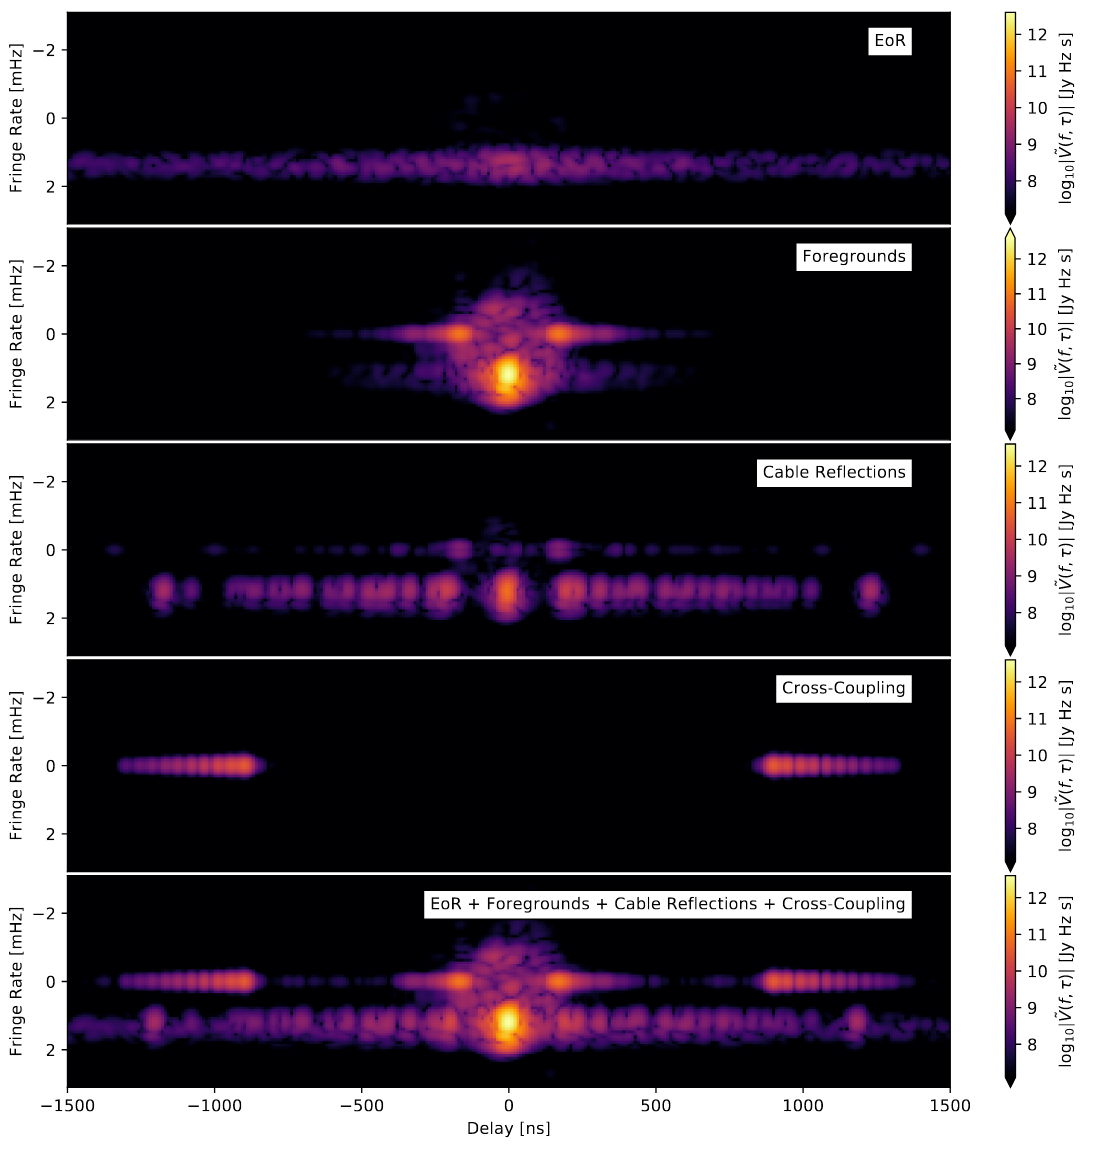 EoR
Fringe Rate [mHz]
−2
0
2
12
11
10
9
8
log₁₀|Ṽ(f, τ)| [Jy Hz s]
Foregrounds
Fringe Rate [mHz]
−2
0
2
12
11
10
9
8
log₁₀|Ṽ(f, τ)| [Jy Hz s]
Cable Reflections
Fringe Rate [mHz]
−2
0
2
12
11
10
9
8
log₁₀|Ṽ(f, τ)| [Jy Hz s]
Cross-Coupling
Fringe Rate [mHz]
−2
0
2
12
11
10
9
8
log₁₀|Ṽ(f, τ)| [Jy Hz s]
EoR + Foregrounds + Cable Reflections + Cross-Coupling
Fringe Rate [mHz]
−2
0
2
12
11
10
9
8
log₁₀|Ṽ(f, τ)| [Jy Hz s]
−1500 −1000 −500 0 500 1000 1500
Delay [ns]